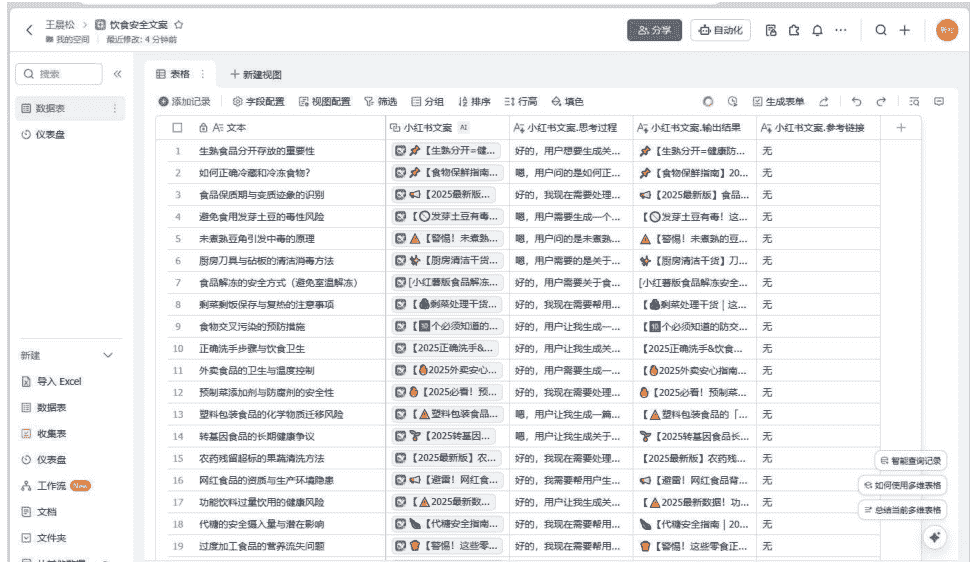 王晨松 > 饮食安全文案
我的空间 最近修改: 4 分钟前
分享 自动化
搜索
数据表
仪表盘
表格 新建视图
添加记录 字段配置 视图配置 筛选 分组 排序 行高 填色 生成表单
文本 小红书文案 AI 小红书文案.思考过程 小红书文案.输出结果 小红书文案.参考链接
1 生熟食品分开存放的重要性 📌【生熟分开=健... 好的，用户想要生成关... 📌【生熟分开=健康防... 无
2 如何正确冷藏和冷冻食物? 📌【食物保鲜指南... 嗯，用户问的是如何正... 📌【食物保鲜指南】20... 无
3 食品保质期与变质迹象的识别 📢【2025最新版... 好的，我现在需要处理... 📢【2025最新版】食品... 无
4 避免食用发芽土豆的毒性风险 【🚫发芽土豆有毒... 嗯，用户需要生成一个... 【🚫发芽土豆有毒！这... 无
5 未煮熟豆角引发中毒的原理 ⚠【警惕！未煮熟... 嗯，用户问的是未煮熟... ⚠【警惕！未煮熟的豆... 无
6 厨房刀具与砧板的清洁消毒方法 【厨房清洁干货... 嗯，用户需要的是关于... 【厨房清洁干货】刀... 无
7 食品解冻的安全方式（避免室温解冻） [小红薯版食品解冻... 好的，用户需要关于食... [小红薯版食品解冻安全... 无
8 剩菜剩饭保存与复热的注意事项 【剩菜处理干货... 好的，我现在需要帮用... 【剩菜处理干货 | 这... 无
9 食物交叉污染的预防措施 【🔟个必须知道的... 好的，用户让我生成一... 【🔟个必须知道的防交... 无
10 正确洗手步骤与饮食卫生 【2025正确洗手&... 好的，用户让我生成关... 【2025正确洗手&饮食... 无
11 外卖食品的卫生与温度控制 【2025外卖安心... 好的，用户需要生成一... 【2025外卖安心指南... 无
12 预制菜添加剂与防腐剂的安全性 【2025必看！预... 好的，我现在需要处理... 【2025必看！预制菜... 无
13 塑料包装食品的化学物质迁移风险 【⚠塑料包装食品... 嗯，用户让我生成一篇... 【⚠塑料包装食品的「... 无
14 转基因食品的长期健康争议 【2025转基因... 嗯，用户让我生成关于... 【2025转基因食品长... 无
15 农药残留超标的果蔬清洗方法 【2025最新版】农... 好的，我现在需要处理... 【2025最新版】农药残... 无
16 网红食品的资质与生产环境隐患 📢【避雷！网红食... 我需要帮用户生... 📢【避雷！网红食品背... 无
17 功能饮料过量饮用的健康风险 【⚠2025最新数... 好的，用户让我生成关... 【⚠2025最新数据！功... 无
18 代糖的安全摄入量与潜在影响 【代糖安全指南... 好的，我现在需要帮用... 【代糖安全指南 | 20... 无
19 过度加工食品的营养流失问题 【警惕！这些零... 好的，我现在需要帮用... 【警惕！这些零食正... 无
新建
导入 Excel
数据表
收集表
仪表盘
工作流 New
文档
文件夹
智能查询记录
如何使用多维表格
总结当前多维表格